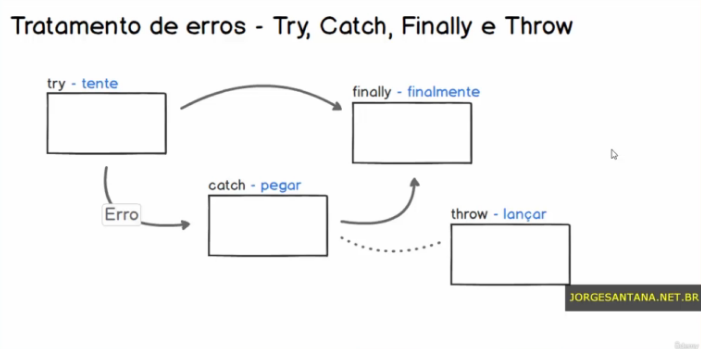 Tratamento de erros - Try, Catch, Finally e Throw
try - tente
finally - finalmente
catch - pegar
Erro
throw - lançar
JORGESANTANA.NET.BR